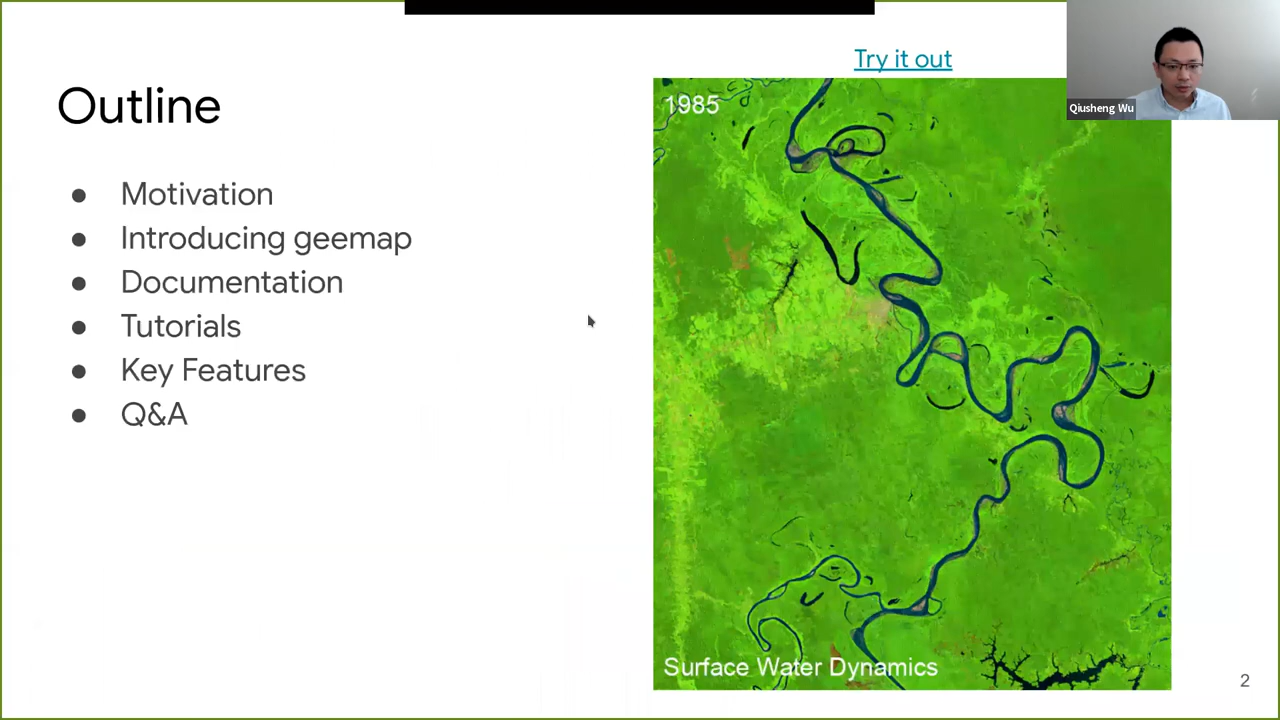 Try it out
Qiusheng Wu
Outline
1985
Motivation
Introducing geemap
Documentation
Tutorials
Key Features
Q&A
Surface Water Dynamics
2